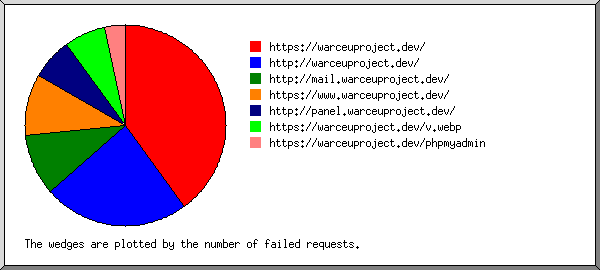 https://warceuproject.dev/
http://warceuproject.dev/
http://mail.warceuproject.dev/
https://www.warceuproject.dev/
http://panel.warceuproject.dev/
https://warceuproject.dev/v.webp
https://warceuproject.dev/phpmyadmin
The wedges are plotted by the number of failed requests.